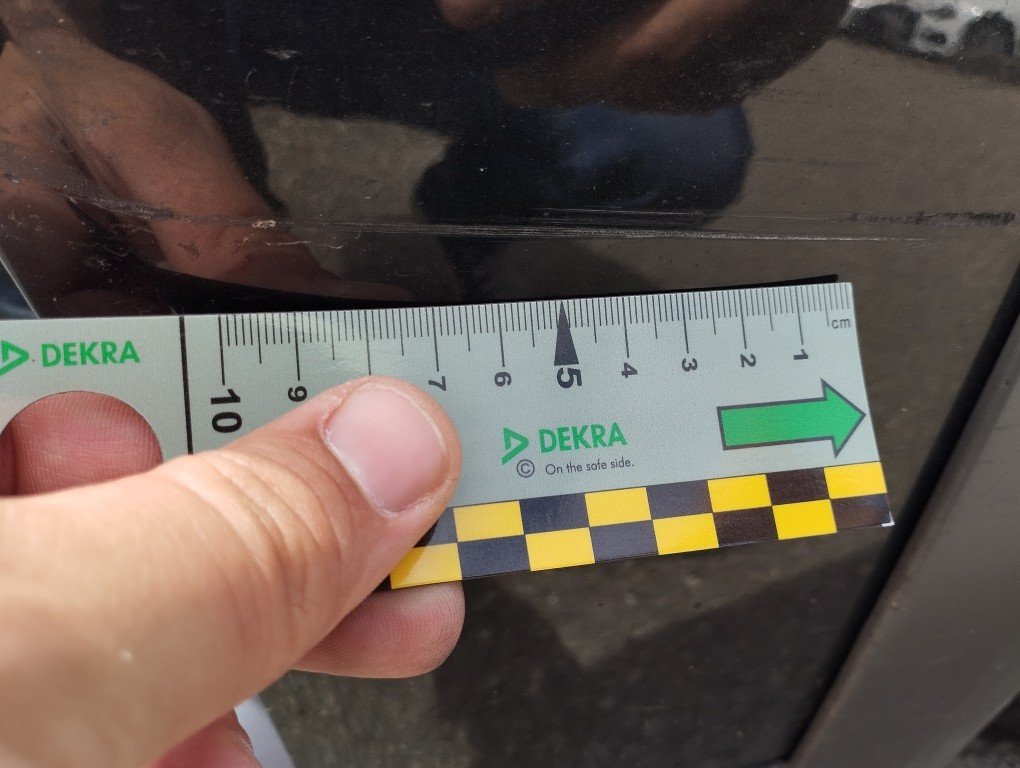 DEKRA
10 9 7 6 5 4 3 2 1 cm
DEKRA
© On the safe side.